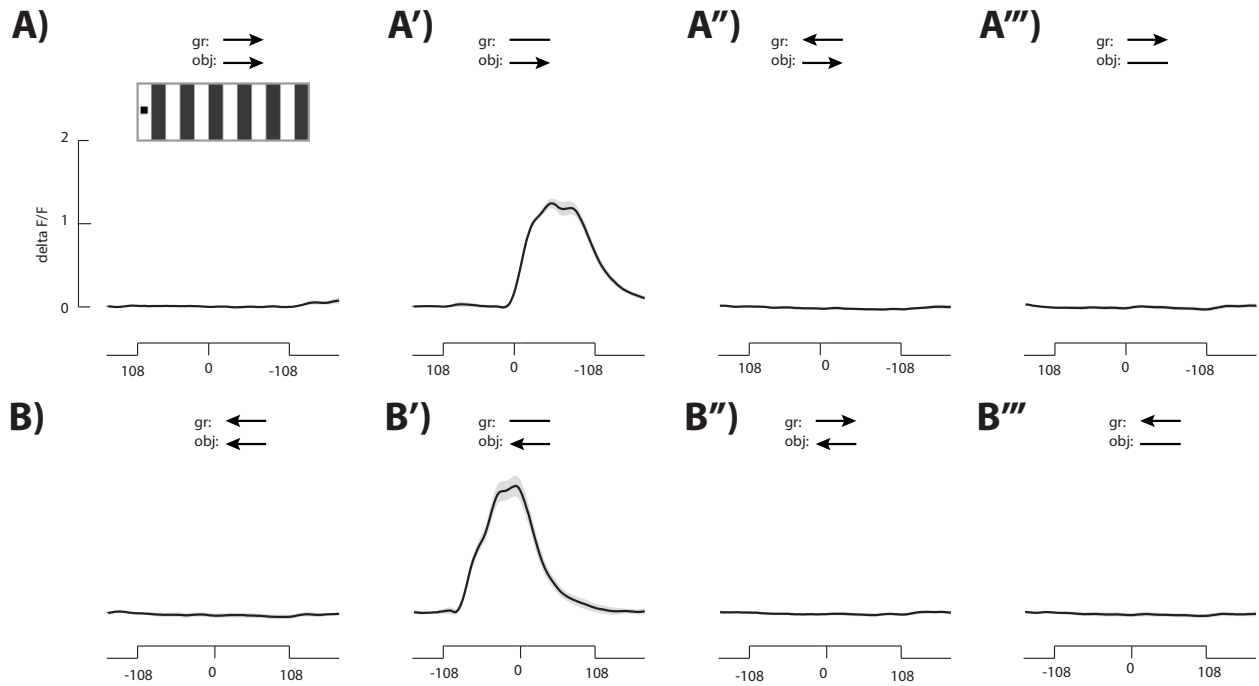 A) A') A'') A''')
gr: gr: gr: gr:
obj: obj: obj: obj:
2
1
0
delta F/F
108 0 -108 108 0 -108 108 0 -108 108 0 -108
B) B') B'') B'''
gr: gr: gr: gr:
obj: obj: obj: obj:
-108 0 108 -108 0 108 -108 0 108 -108 0 108